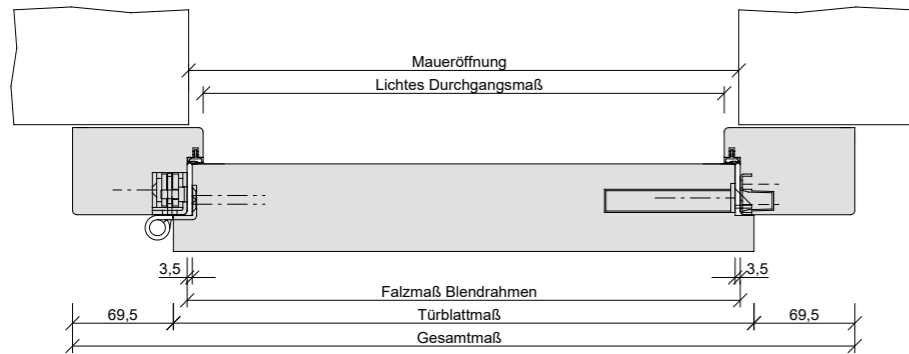 Maueröffnung
Lichtes Durchgangsmaß
3,5 3,5
Falzmaß Blendrahmen
69,5 Türblattmaß 69,5
Gesamtmaß